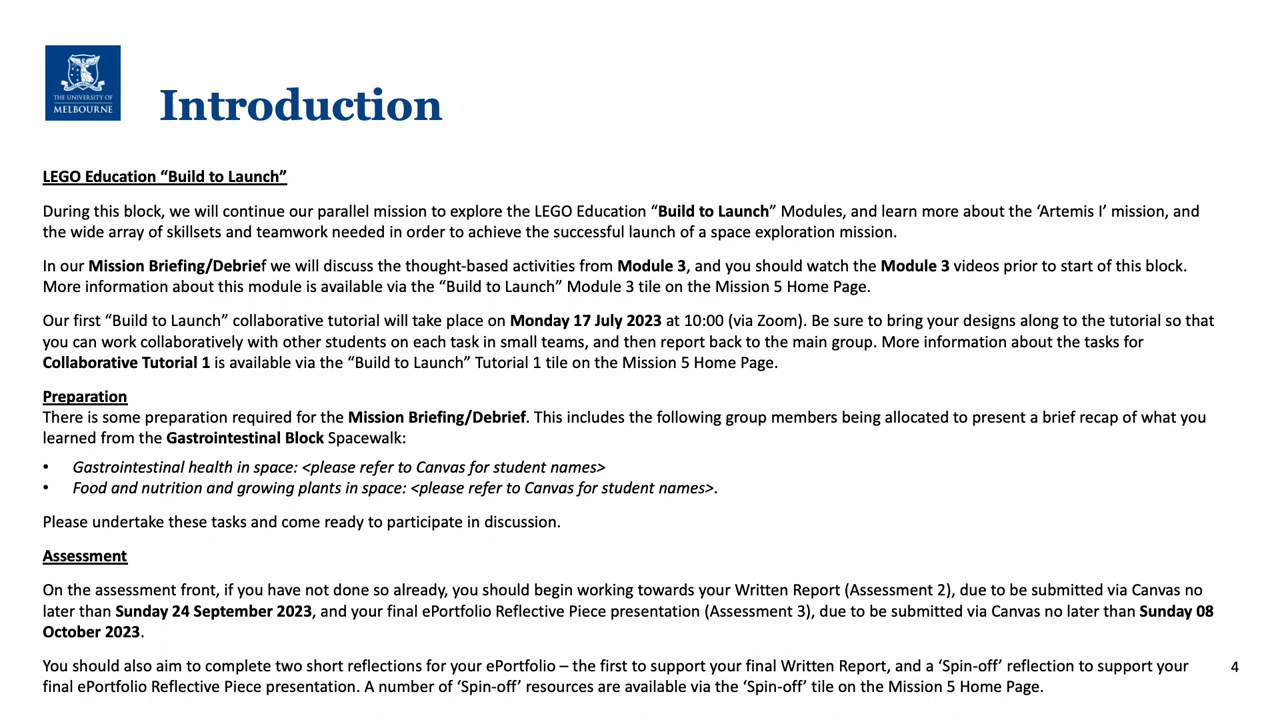 THE UNIVERSITY OF
MELBOURNE
Introduction
LEGO Education “Build to Launch”
During this block, we will continue our parallel mission to explore the LEGO Education “Build to Launch” Modules, and learn more about the ‘Artemis I’ mission, and
the wide array of skillsets and teamwork needed in order to achieve the successful launch of a space exploration mission.
In our Mission Briefing/Debrief we will discuss the thought-based activities from Module 3, and you should watch the Module 3 videos prior to start of this block.
More information about this module is available via the “Build to Launch” Module 3 tile on the Mission 5 Home Page.
Our first “Build to Launch” collaborative tutorial will take place on Monday 17 July 2023 at 10:00 (via Zoom). Be sure to bring your designs along to the tutorial so that
you can work collaboratively with other students on each task in small teams, and then report back to the main group. More information about the tasks for
Collaborative Tutorial 1 is available via the “Build to Launch” Tutorial 1 tile on the Mission 5 Home Page.
Preparation
There is some preparation required for the Mission Briefing/Debrief. This includes the following group members being allocated to present a brief recap of what you
learned from the Gastrointestinal Block Spacewalk:
• Gastrointestinal health in space: <please refer to Canvas for student names>
• Food and nutrition and growing plants in space: <please refer to Canvas for student names>.
Please undertake these tasks and come ready to participate in discussion.
Assessment
On the assessment front, if you have not done so already, you should begin working towards your Written Report (Assessment 2), due to be submitted via Canvas no
later than Sunday 24 September 2023, and your final ePortfolio Reflective Piece presentation (Assessment 3), due to be submitted via Canvas no later than Sunday 08
October 2023.
You should also aim to complete two short reflections for your ePortfolio – the first to support your final Written Report, and a ‘Spin-off’ reflection to support your
final ePortfolio Reflective Piece presentation. A number of ‘Spin-off’ resources are available via the ‘Spin-off’ tile on the Mission 5 Home Page.
4